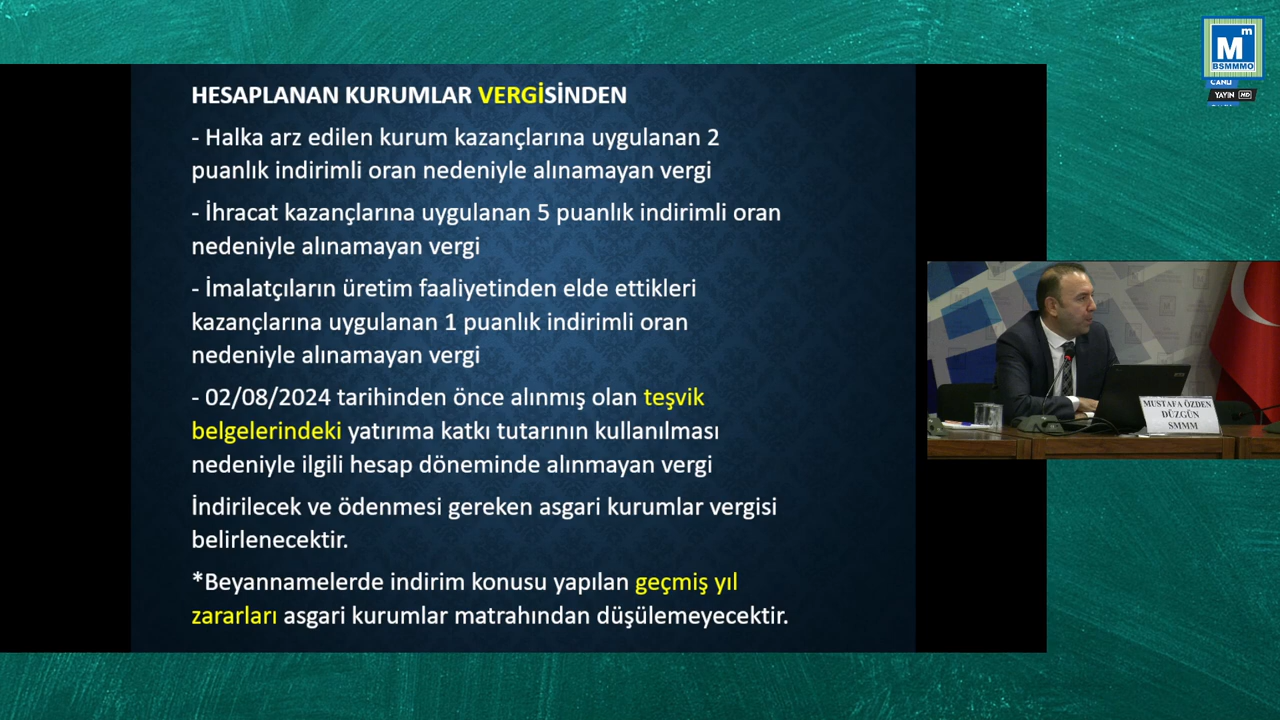 HESAPLANAN KURUMLAR VERGİSİNDEN
- Halka arz edilen kurum kazançlarına uygulanan 2
puanlık indirimli oran nedeniyle alınamayan vergi
- İhracat kazançlarına uygulanan 5 puanlık indirimli oran
nedeniyle alınamayan vergi
- İmalatçıların üretim faaliyetinden elde ettikleri
kazançlarına uygulanan 1 puanlık indirimli oran
nedeniyle alınamayan vergi
- 02/08/2024 tarihinden önce alınmış olan teşvik
belgelerindeki yatırıma katkı tutarının kullanılması
nedeniyle ilgili hesap döneminde alınmayan vergi
İndirilecek ve ödenmesi gereken asgari kurumlar vergisi
belirlenecektir.
*Beyannamelerde indirim konusu yapılan geçmiş yıl
zararları asgari kurumlar matrahından düşülemeyecektir.
Mm
BSMMMO
CANLI
YAYIN HD
MUSTAFA ÖZDEN
DÜZGÜN
SMMM